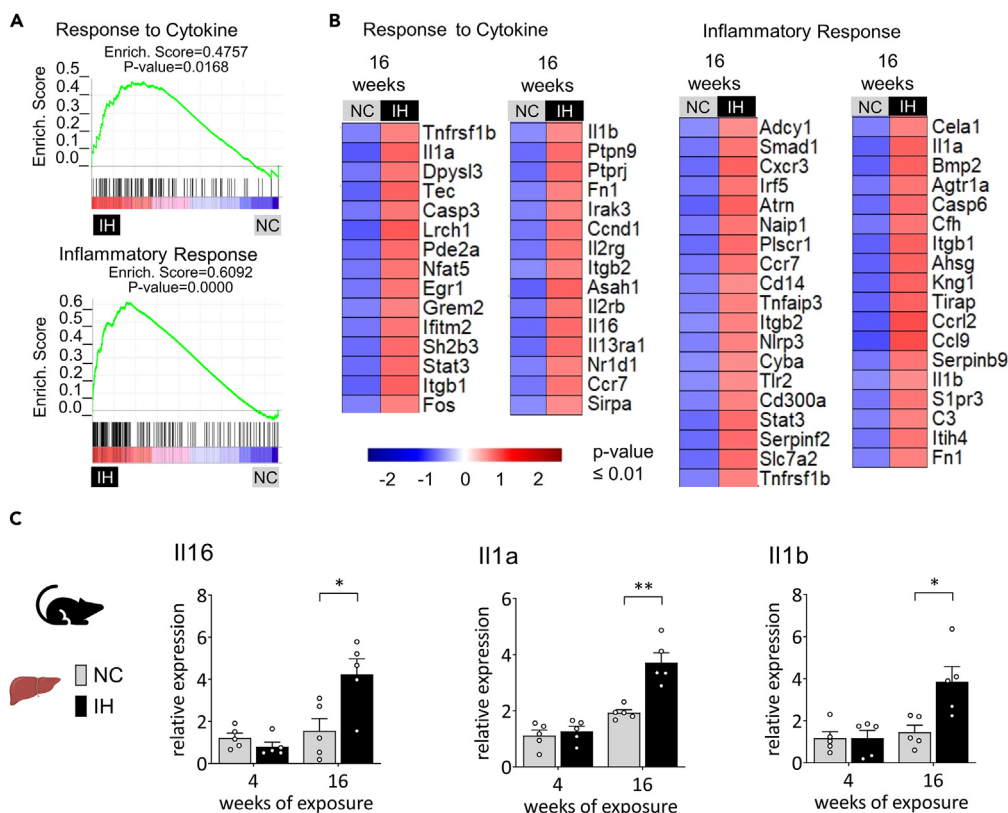 A
Response to Cytokine
Enrich. Score=0.4757
P-value=0.0168
Enrich. Score
0.5
0.4
0.3
0.2
0.1
0.0
IH
NC
Inflammatory Response
Enrich. Score=0.6092
P-value=0.0000
Enrich. Score
0.6
0.5
0.4
0.3
0.2
0.1
0.0
IH
NC
B
Response to Cytokine
16
weeks
NC IH
Tnfrsf1b
Il1a
Dpysl3
Tec
Casp3
Lrch1
Pde2a
Nfat5
Egr1
Grem2
Ifitm2
Sh2b3
Stat3
Itgb1
Fos
16
weeks
NC IH
Il1b
Ptpn9
Ptprj
Fn1
Irak3
Ccnd1
Il2rg
Itgb2
Asah1
Il2rb
Il16
Il13ra1
Nr1d1
Ccr7
Sirpa
-2 -1 0 1 2
p-value
≤ 0.01
Inflammatory Response
16
weeks
NC IH
Adcy1
Smad1
Cxcr3
Irf5
Atrn
Naip1
Plscr1
Ccr7
Cd14
Tnfaip3
Itgb2
Nlrp3
Cyba
Tlr2
Cd300a
Stat3
Serpinf2
Slc7a2
Tnfrsf1b
16
weeks
NC IH
Cela1
Il1a
Bmp2
Agtr1a
Casp6
Cfh
Itgb1
Ahsg
Kng1
Tirap
Ccrl2
Ccl9
Serpinb9
Il1b
S1pr3
C3
Itih4
Fn1
C
NC
IH
Il16
relative expression
8
6
4
2
0
*
4 16
weeks of exposure
Il1a
relative expression
6
4
2
0
**
4 16
weeks of exposure
Il1b
relative expression
8
6
4
2
0
*
4 16
weeks of exposure